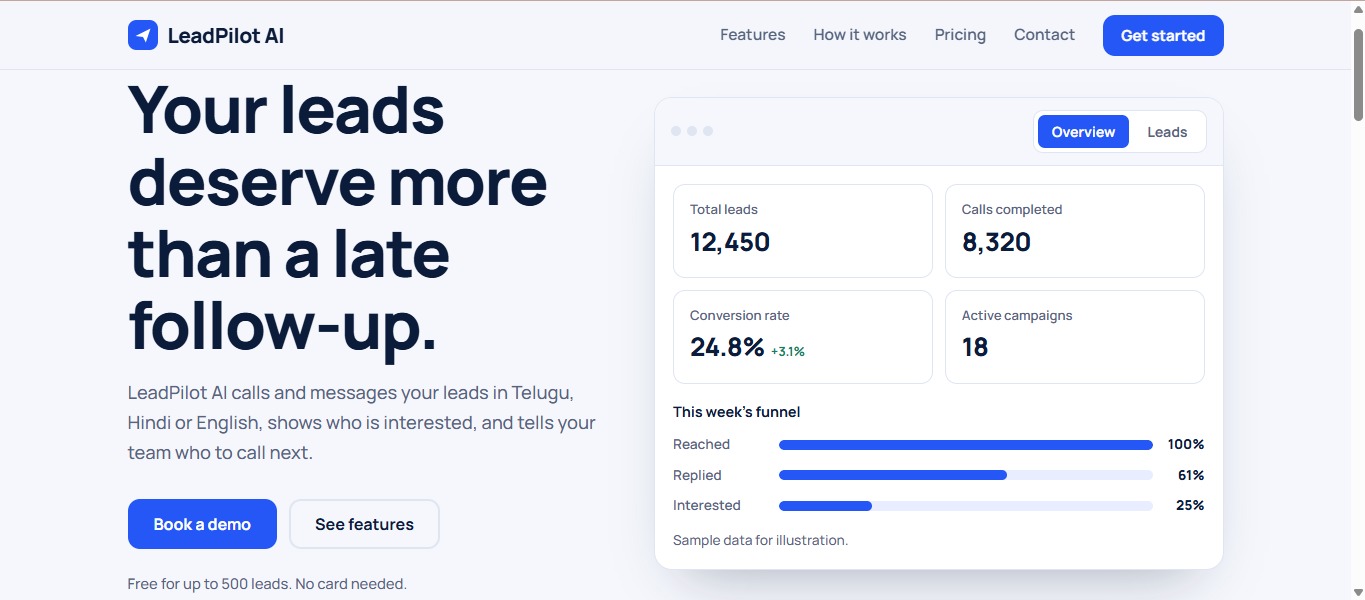 LeadPilot AI
Features
How it works
Pricing
Contact
Get started
Your leads
deserve more
than a late
follow-up.
LeadPilot AI calls and messages your leads in Telugu,
Hindi or English, shows who is interested, and tells your
team who to call next.
Book a demo
See features
Free for up to 500 leads. No card needed.
Overview
Leads
Total leads
12,450
Calls completed
8,320
Conversion rate
24.8% +3.1%
Active campaigns
18
This week's funnel
Reached 100%
Replied 61%
Interested 25%
Sample data for illustration.